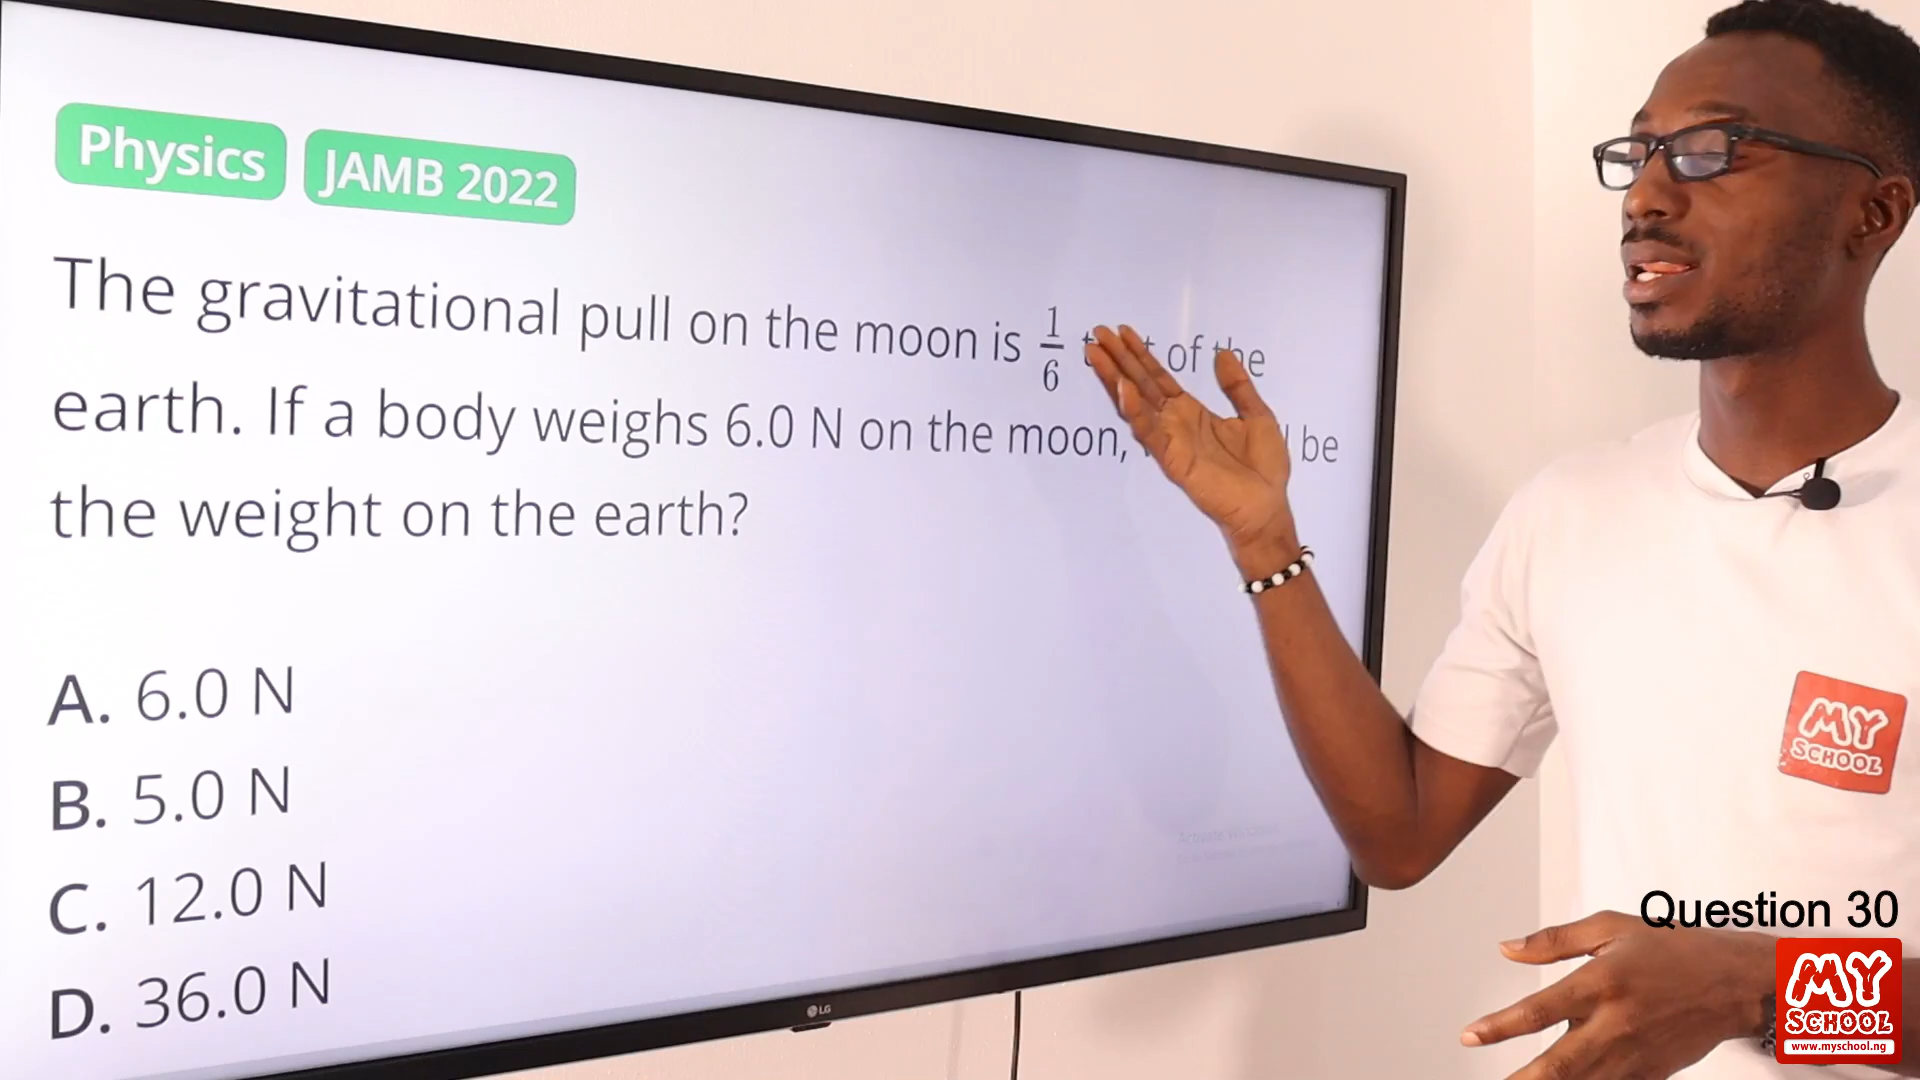 Physics JAMB 2022
The gravitational pull on the moon is 1/6 of the
earth. If a body weighs 6.0 N on the moon, be
the weight on the earth?
A. 6.0 N
B. 5.0 N
C. 12.0 N
D. 36.0 N
LG
MY
SCHOOL
Question 30
MY
SCHOOL
www.myschool.ng